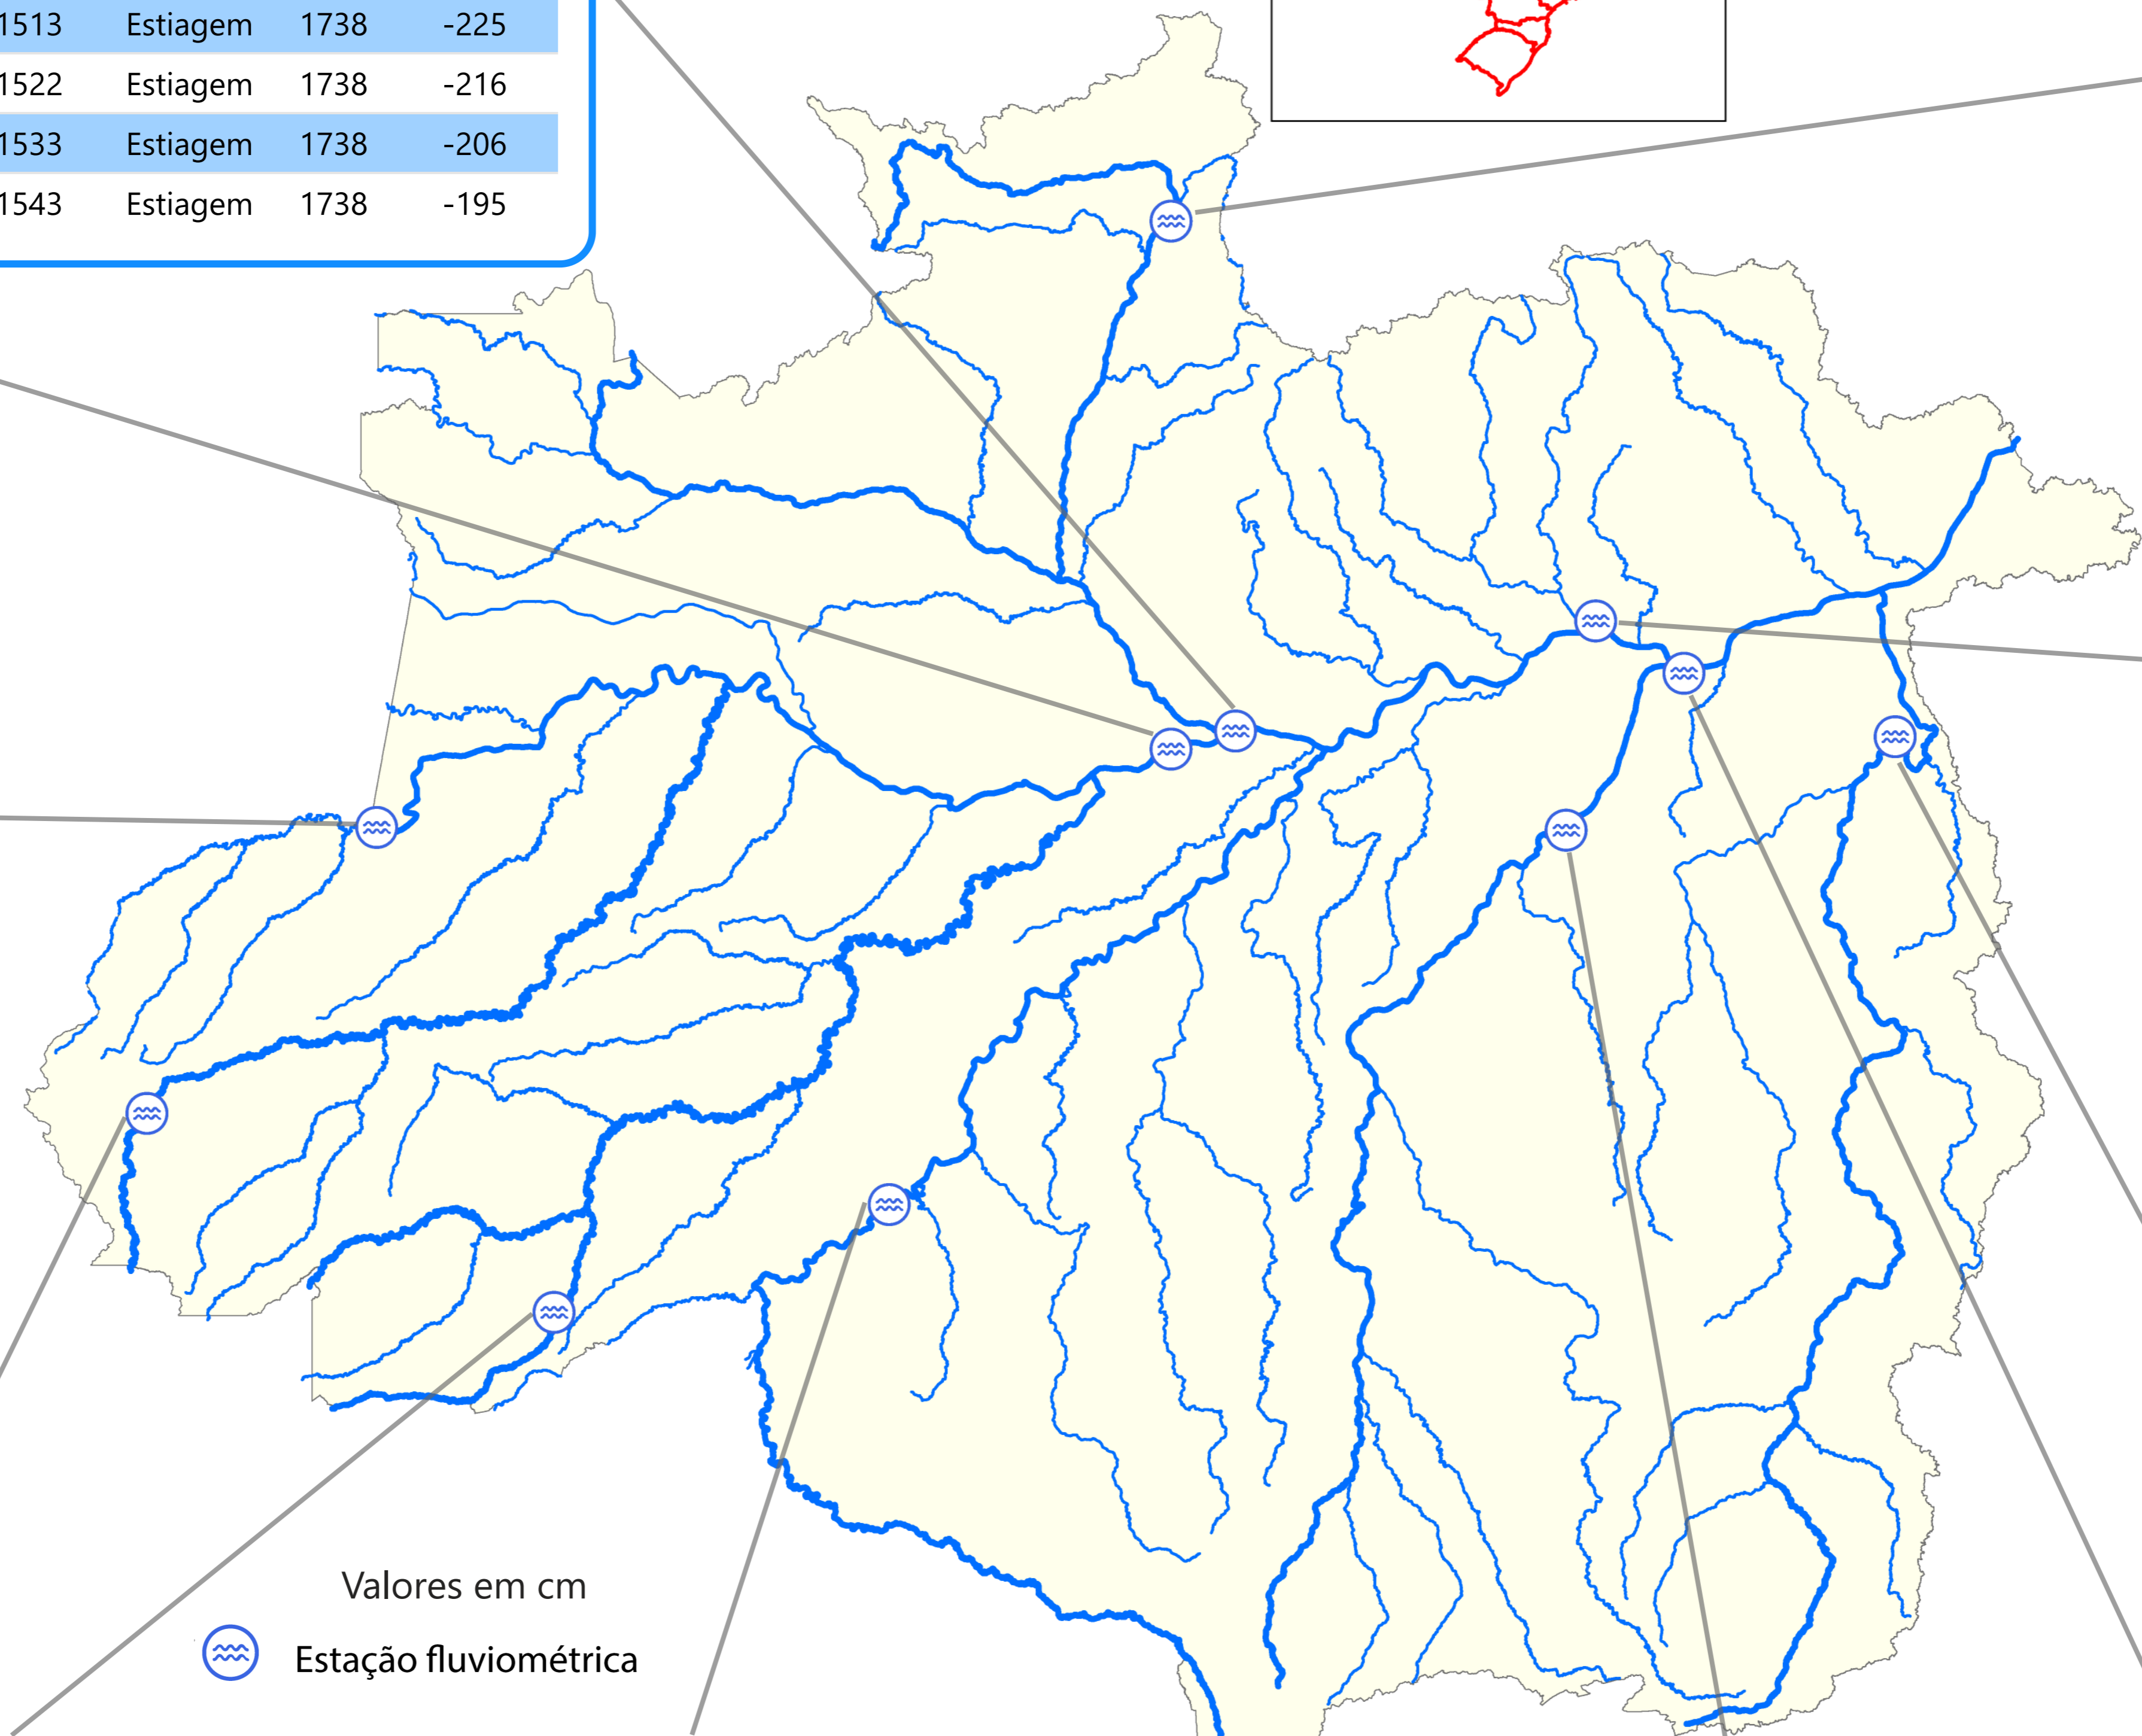 1513 Estiagem 1738 -225
1522 Estiagem 1738 -216
1533 Estiagem 1738 -206
1543 Estiagem 1738 -195
Valores em cm
Estação fluviométrica